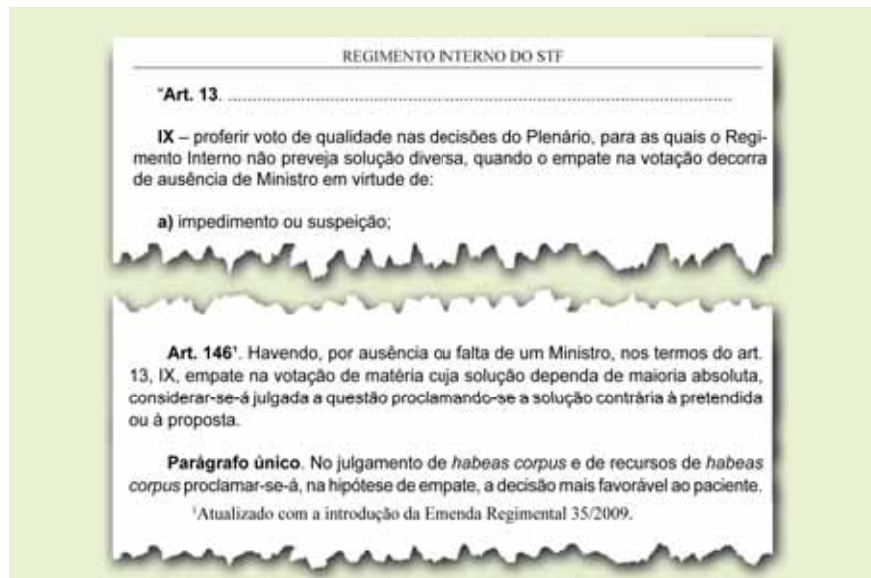 REGIMENTO INTERNO DO STF
"Art. 13. ..............................................................................................
IX – proferir voto de qualidade nas decisões do Plenário, para as quais o Regi-
mento Interno não preveja solução diversa, quando o empate na votação decorra
de ausência de Ministro em virtude de:
a) impedimento ou suspeição;
Art. 146¹. Havendo, por ausência ou falta de um Ministro, nos termos do art.
13, IX, empate na votação de matéria cuja solução dependa de maioria absoluta,
considerar-se-á julgada a questão proclamando-se a solução contrária à pretendida
ou à proposta.
Parágrafo único. No julgamento de habeas corpus e de recursos de habeas
corpus proclamar-se-á, na hipótese de empate, a decisão mais favorável ao paciente.
¹Atualizado com a introdução da Emenda Regimental 35/2009.